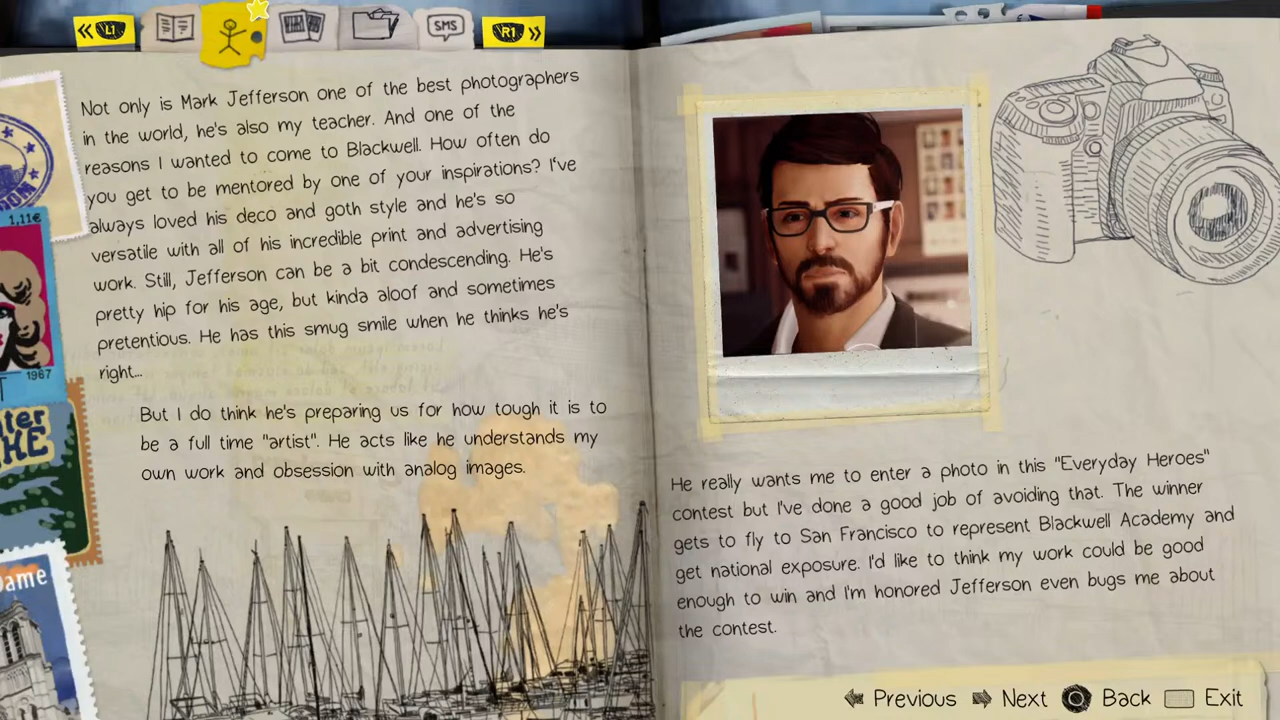 L1
SMS
R1
Not only is Mark Jefferson one of the best photographers
in the world, he's also my teacher. And one of the
reasons I wanted to come to Blackwell. How often do
you get to be mentored by one of your inspirations? I've
always loved his deco and goth style and he's so
versatile with all of his incredible print and advertising
work. Still, Jefferson can be a bit condescending. He's
pretty hip for his age, but kinda aloof and sometimes
pretentious. He has this smug smile when he thinks he's
right...
But I do think he's preparing us for how tough it is to
be a full time "artist". He acts like he understands my
own work and obsession with analog images.
1,11€
1967
He really wants me to enter a photo in this "Everyday Heroes"
contest but I've done a good job of avoiding that. The winner
gets to fly to San Francisco to represent Blackwell Academy and
get national exposure. I'd like to think my work could be good
enough to win and I'm honored Jefferson even bugs me about
the contest.
Previous
Next
Back
Exit